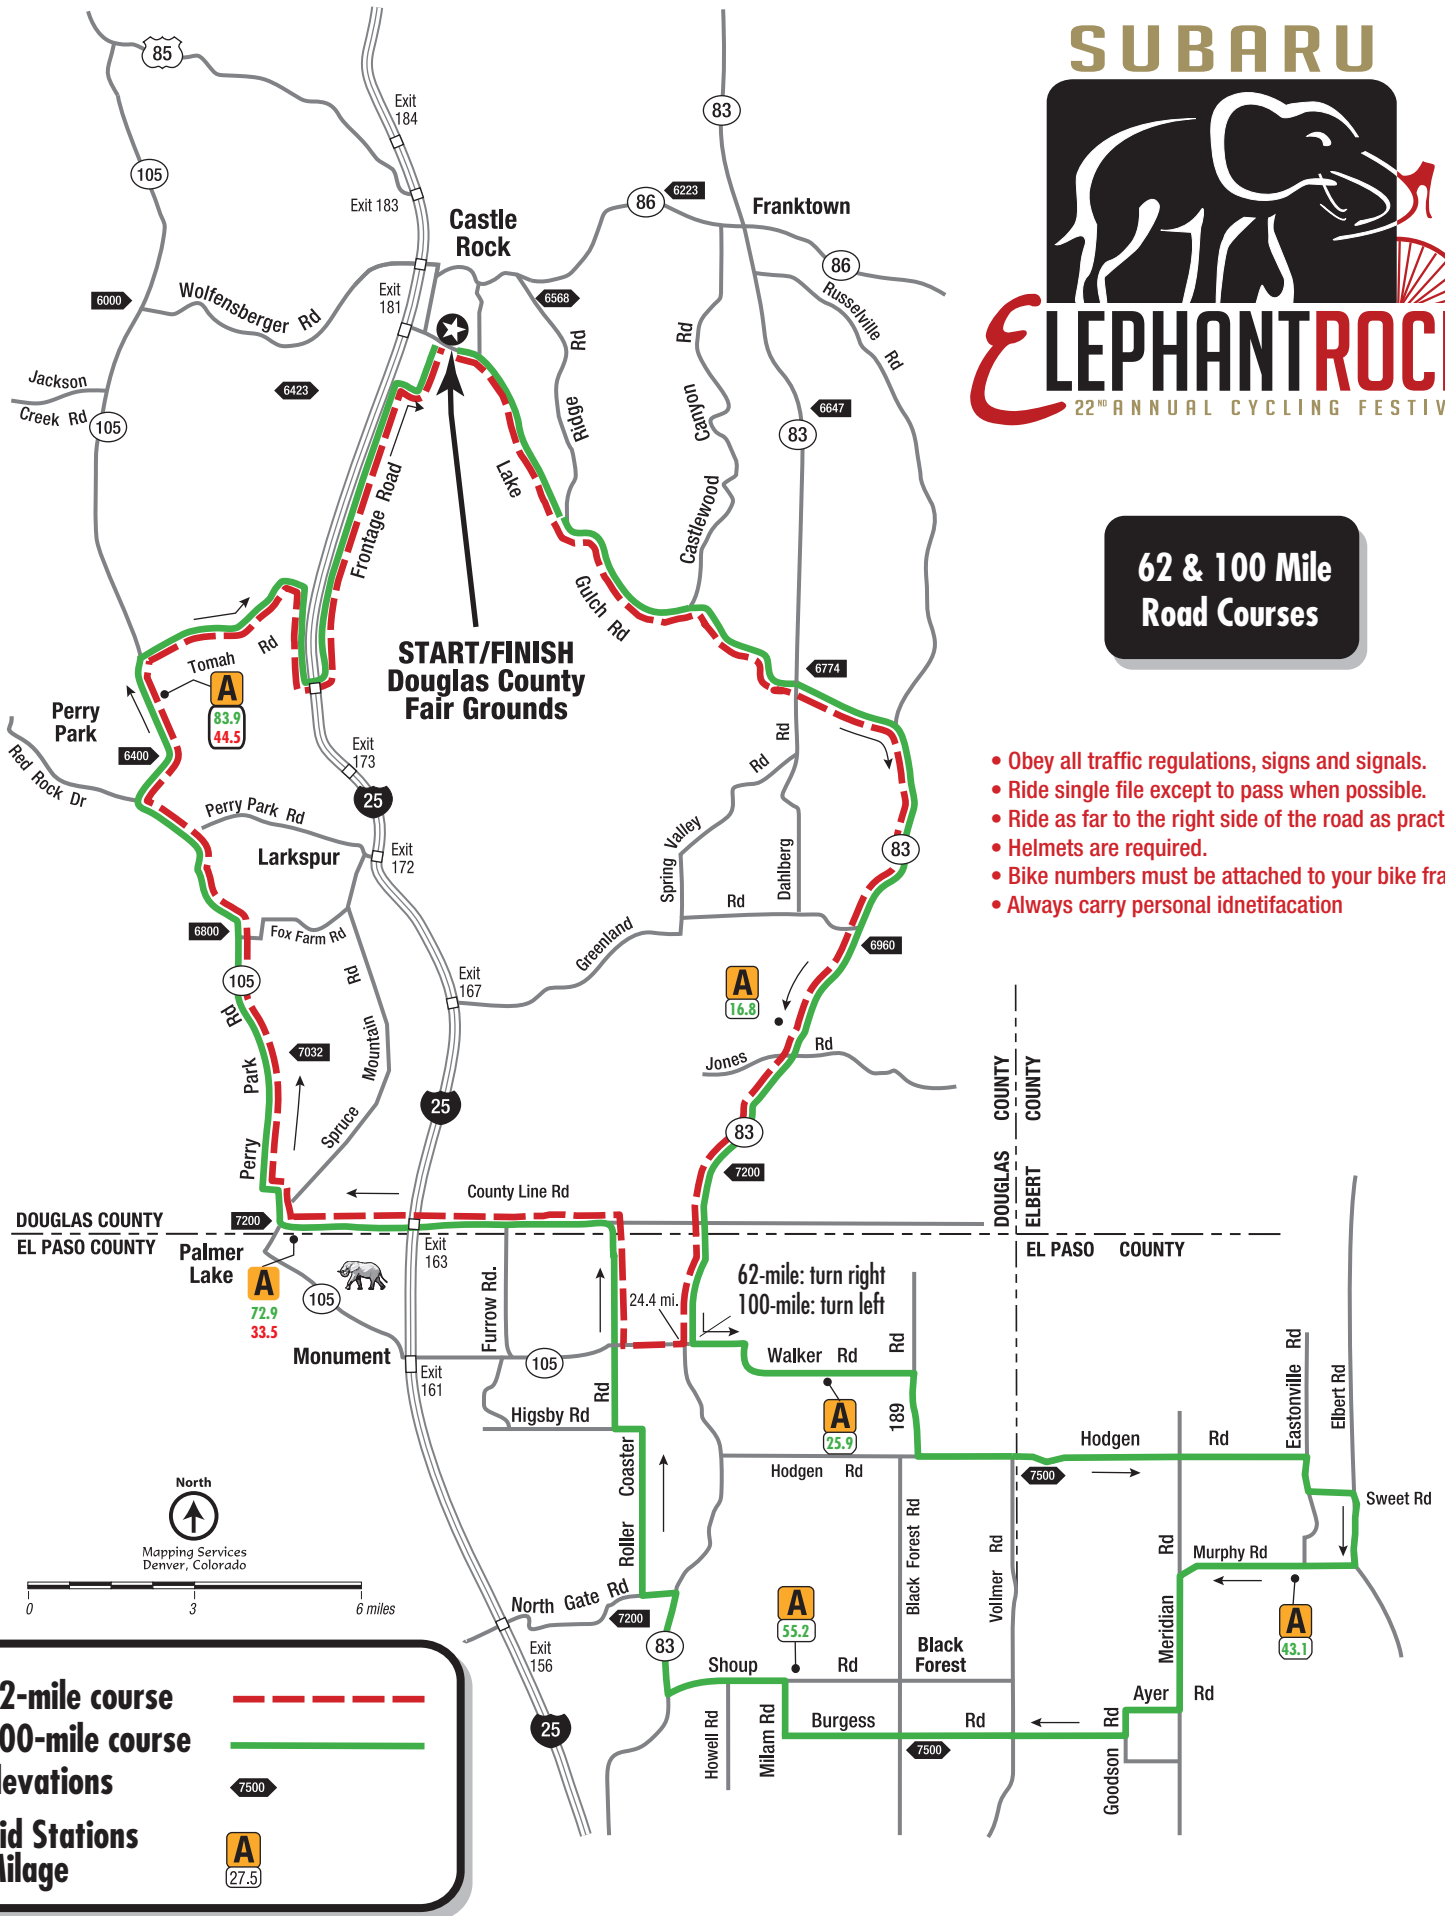 SUBARU
ELEPHANTROC
22ND ANNUAL CYCLING FESTIV
62 & 100 Mile
Road Courses
• Obey all traffic regulations, signs and signals.
• Ride single file except to pass when possible.
• Ride as far to the right side of the road as pract
• Helmets are required.
• Bike numbers must be attached to your bike fra
• Always carry personal idnetifacation
85
Exit
184
83
105
Exit 183
Castle
Rock
86
6223
Franktown
86
6000
Wolfensberger Rd
Exit
181
6568
Russelville Rd
Jackson
Creek Rd
105
6423
Ridge Rd
Canyon Rd
Castlewood
6647
83
Frontage Road
Lake
Gulch Rd
START/FINISH
Douglas County
Fair Grounds
Tomah Rd
A
83.9
44.5
6774
Perry
Park
6400
Red Rock Dr
Exit
173
25
Perry Park Rd
Larkspur
Exit
172
Rd
Spring Valley
Rd
Dahlberg
83
Rd
6800
Fox Farm Rd
Greenland
6960
105
Rd
Park
Perry
Rd
Mountain
Spruce
Exit
167
A
16.8
7032
Jones Rd
25
83
7200
DOUGLAS COUNTY
ELBERT COUNTY
County Line Rd
DOUGLAS COUNTY
EL PASO COUNTY
7200
EL PASO COUNTY
Palmer
Lake
A
72.9
33.5
105
Exit
163
Furrow Rd.
24.4 mi.
62-mile: turn right
100-mile: turn left
Monument
Exit
161
105
Rd
Walker Rd
Rd
189
A
25.9
Higsby Rd
Coaster
Roller
Hodgen Rd
Hodgen Rd
7500
Eastonville Rd
Elbert Rd
Sweet Rd
North
Mapping Services
Denver, Colorado
0 3 6 miles
Black Forest Rd
Vollmer Rd
Rd
Meridian
Murphy Rd
A
43.1
North Gate Rd
7200
Exit
156
83
A
55.2
Shoup Rd
Black
Forest
Ayer Rd
25
Howell Rd
Milam Rd
Burgess Rd
7500
Rd
Goodson
2-mile course
00-mile course
levations
7500
id Stations
Milage
A
27.5